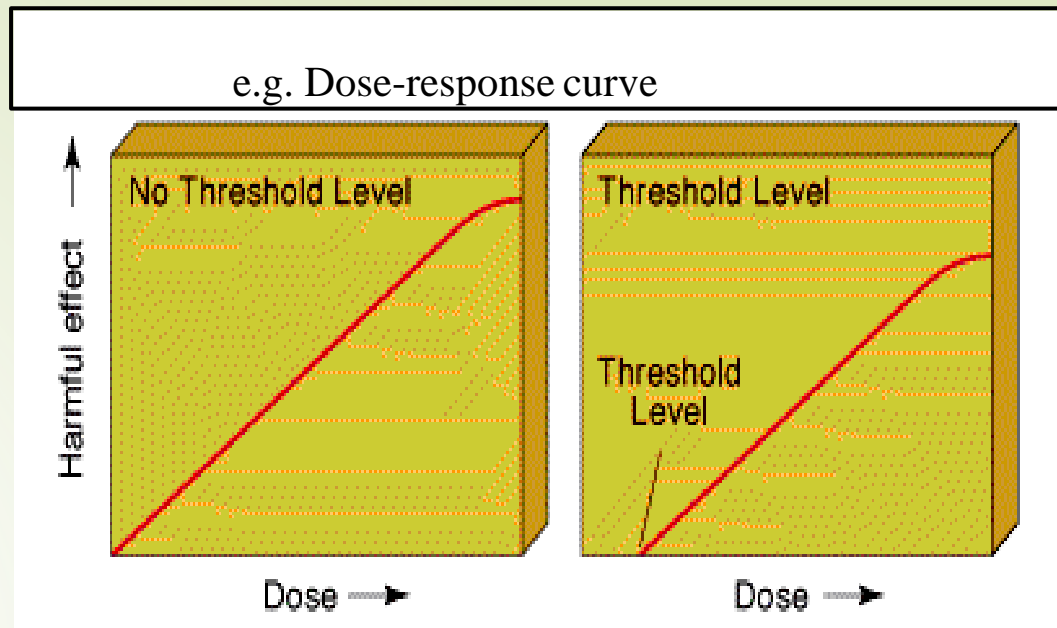 e.g. Dose-response curve
No Threshold Level
Harmful effect
Dose
Threshold Level
Threshold
Level
Dose